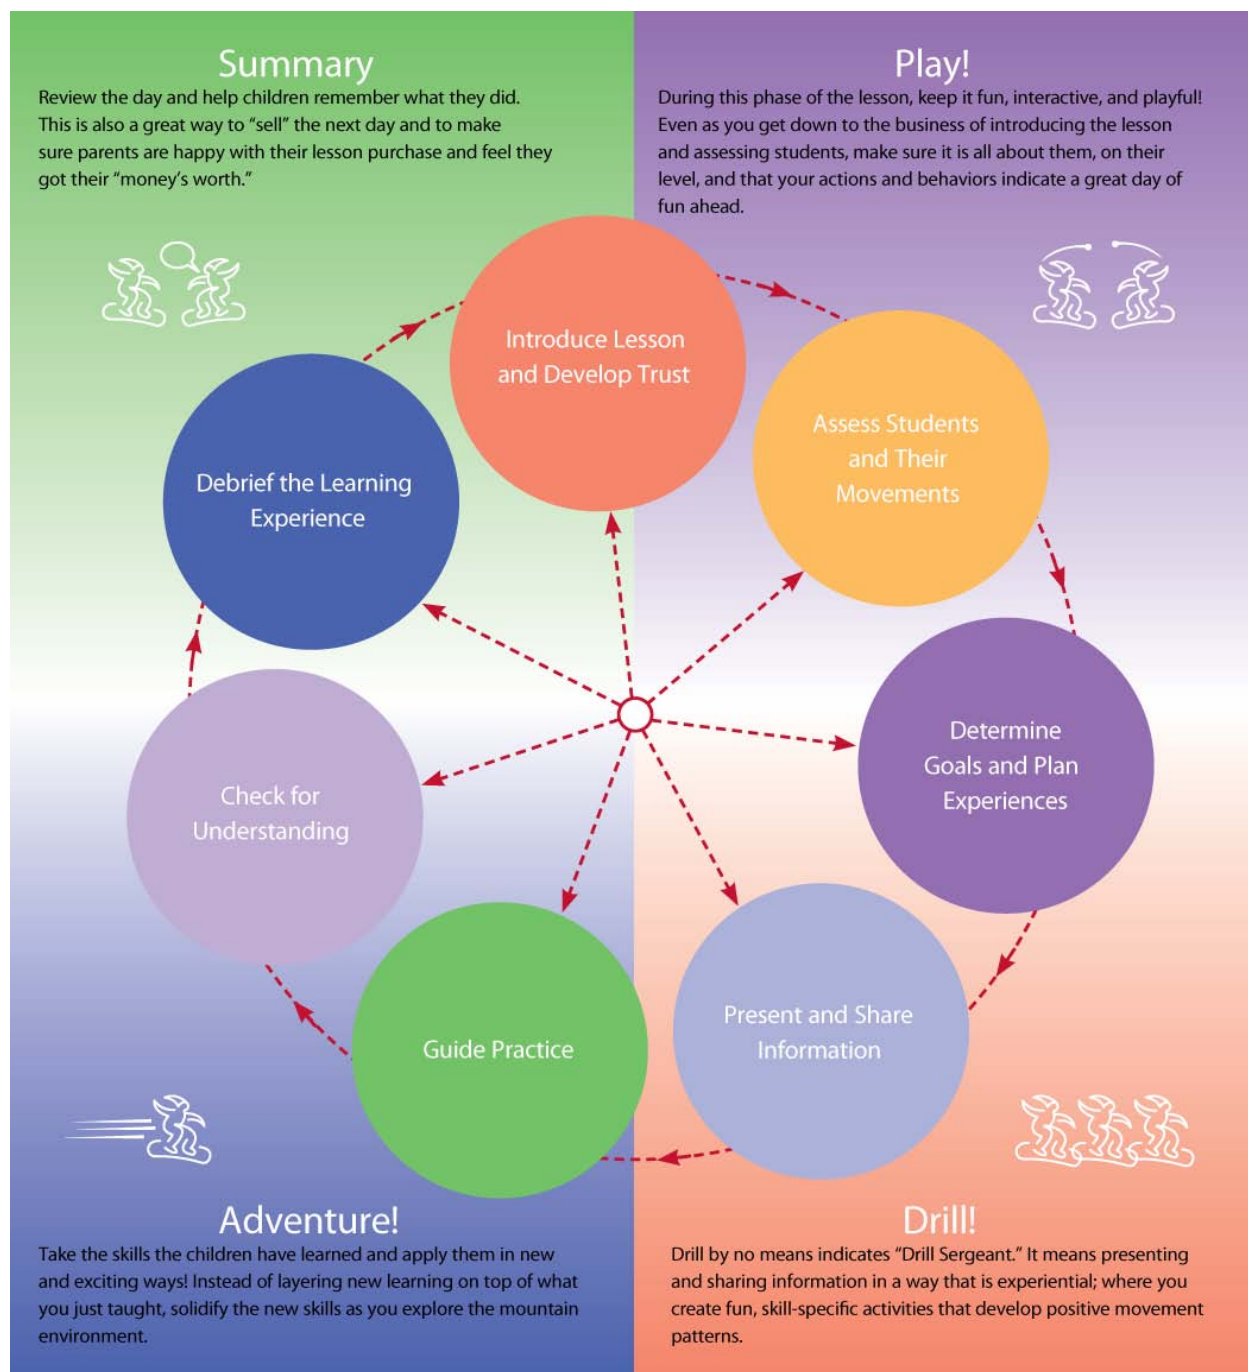 Summary
Review the day and help children remember what they did.
This is also a great way to “sell” the next day and to make
sure parents are happy with their lesson purchase and feel they
got their “money’s worth.”
Play!
During this phase of the lesson, keep it fun, interactive, and playful!
Even as you get down to the business of introducing the lesson
and assessing students, make sure it is all about them, on their
level, and that your actions and behaviors indicate a great day of
fun ahead.
Introduce Lesson
and Develop Trust
Assess Students
and Their
Movements
Determine
Goals and Plan
Experiences
Present and Share
Information
Guide Practice
Check for
Understanding
Debrief the Learning
Experience
Adventure!
Take the skills the children have learned and apply them in new
and exciting ways! Instead of layering new learning on top of what
you just taught, solidify the new skills as you explore the mountain
environment.
Drill!
Drill by no means indicates “Drill Sergeant.” It means presenting
and sharing information in a way that is experiential; where you
create fun, skill-specific activities that develop positive movement
patterns.